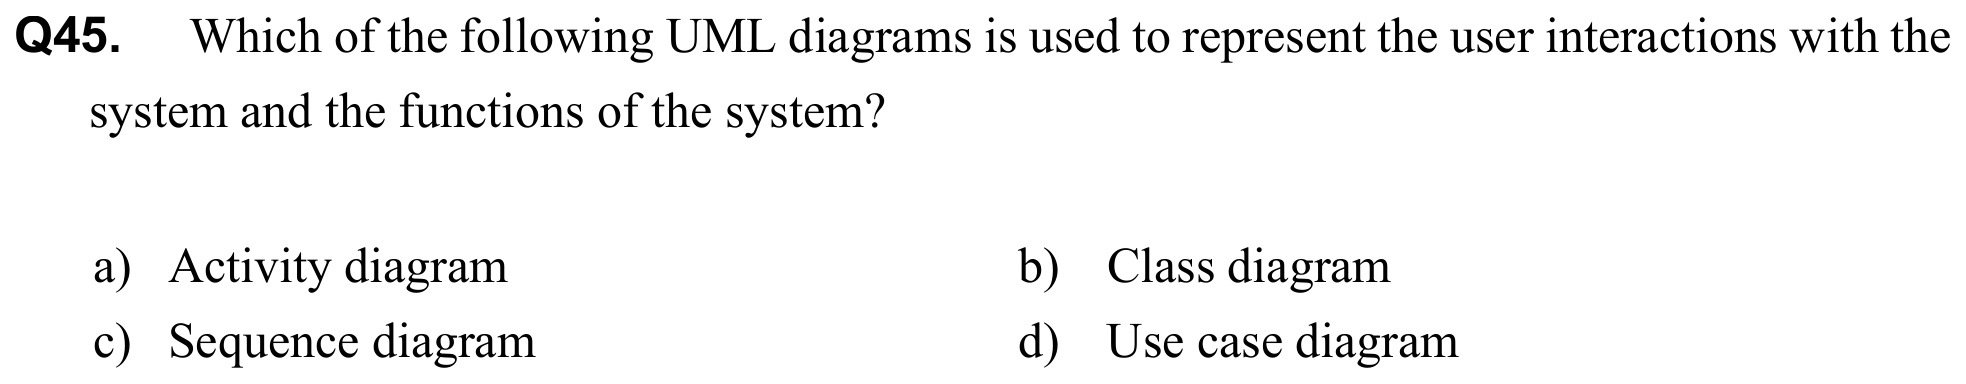 Q45. Which of the following UML diagrams is used to represent the user interactions with the
system and the functions of the system?
a) Activity diagram b) Class diagram
c) Sequence diagram d) Use case diagram